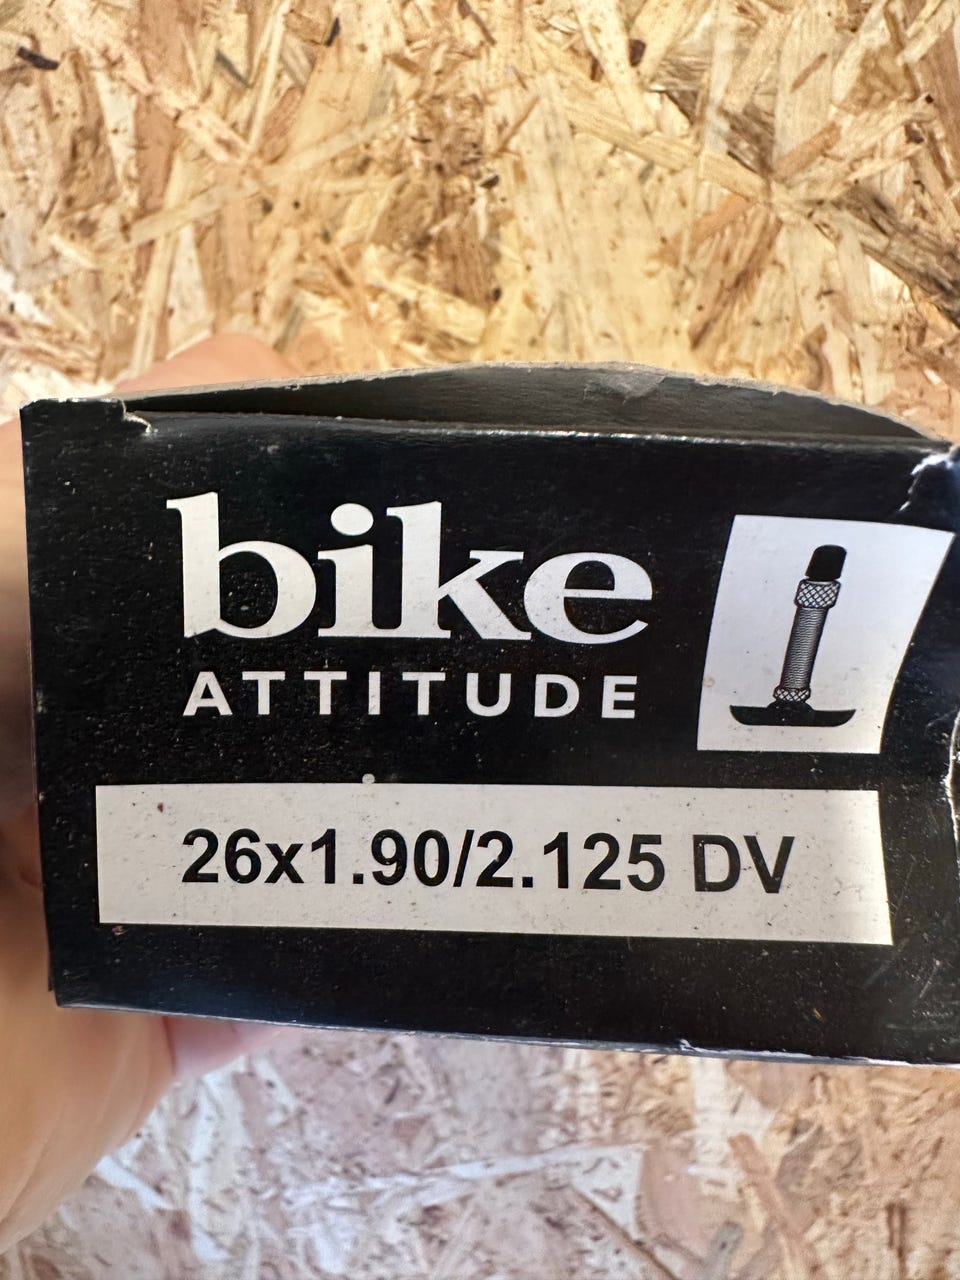 bike
ATTITUDE
26x1.90/2.125 DV